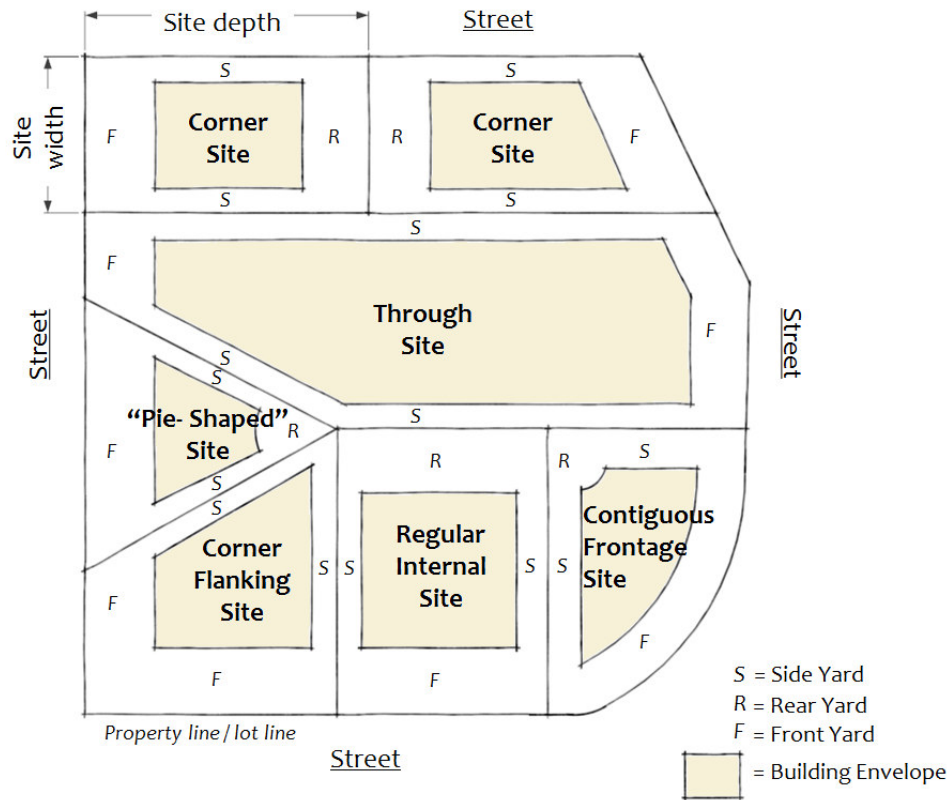 Site depth
Street
Site
width
S
S
F
Corner
Site
R
R
Corner
Site
F
S
S
S
F
Through
Site
F
Street
Street
S
S
S
"Pie- Shaped"
Site
R
F
S
S
R
R
S
Corner
Flanking
Site
F
S
S
Regular
Internal
Site
S
S
Contiguous
Frontage
Site
F
F
F
S = Side Yard
R = Rear Yard
F = Front Yard
= Building Envelope
Property line / lot line
Street